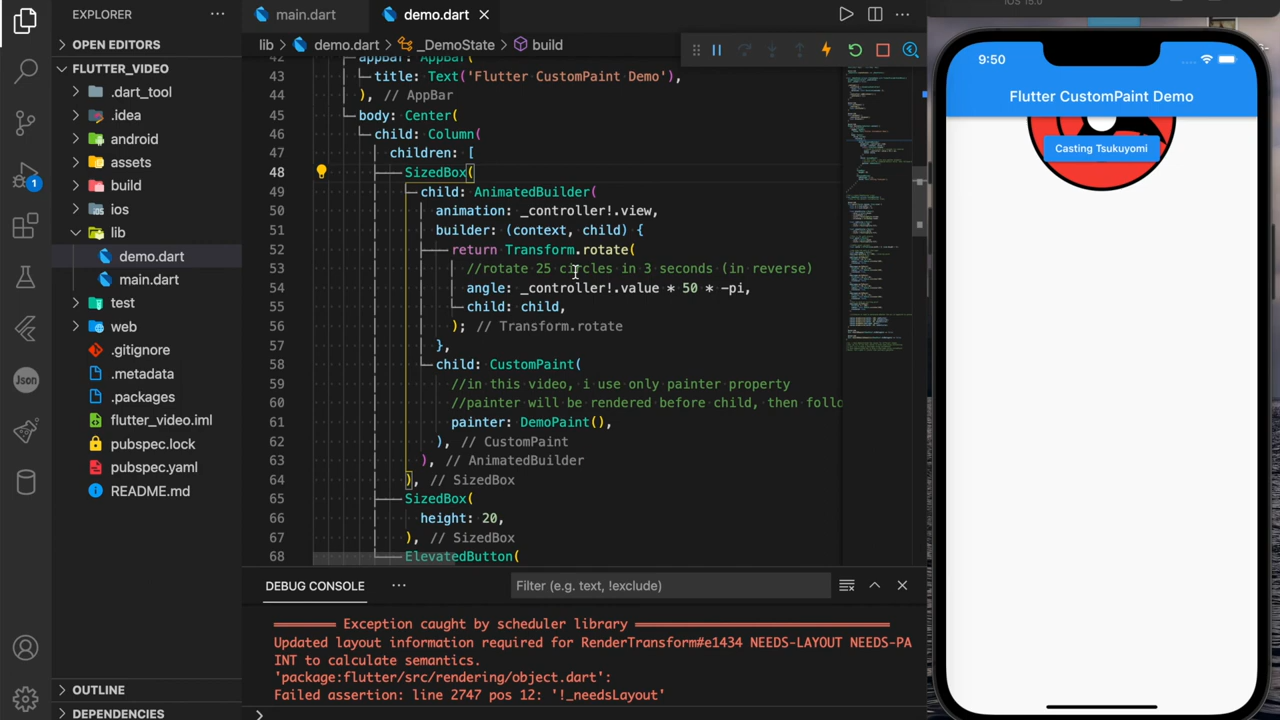 EXPLORER
OPEN EDITORS
FLUTTER_VIDEO
.dart_tool
.idea
android
assets
build
ios
lib
demo.dart
main.dart
test
web
.gitignore
.metadata
.packages
flutter_video.iml
pubspec.lock
pubspec.yaml
README.md
OUTLINE
DEPENDENCIES
1
Json
main.dart
demo.dart
lib > demo.dart > _DemoState > build
43 title: Text('Flutter CustomPaint Demo'),
44 ), // AppBar
45 body: Center(
46 child: Column(
47 children: [
48 SizedBox(
49 child: AnimatedBuilder(
50 animation: _controller!.view,
51 builder: (context, child) {
52 return Transform.rotate(
53 //rotate 25 circles in 3 seconds (in reverse)
54 angle: _controller!.value * 50 * -pi,
55 child: child,
56 ); // Transform.rotate
57 },
58 child: CustomPaint(
59 //in this video, i use only painter property
60 //painter will be rendered before child, then follo
61 painter: DemoPaint(),
62 ), // CustomPaint
63 ), // AnimatedBuilder
64 ), // SizedBox
65 SizedBox(
66 height: 20,
67 ), // SizedBox
68 ElevatedButton(
DEBUG CONSOLE
Filter (e.g. text, !exclude)
Exception caught by scheduler library
Updated layout information required for RenderTransform#e1434 NEEDS-LAYOUT NEEDS-PA
INT to calculate semantics.
'package:flutter/src/rendering/object.dart':
Failed assertion: line 2747 pos 12: '!_needsLayout'
iOS 15.0
9:50
Flutter CustomPaint Demo
Casting Tsukuyomi